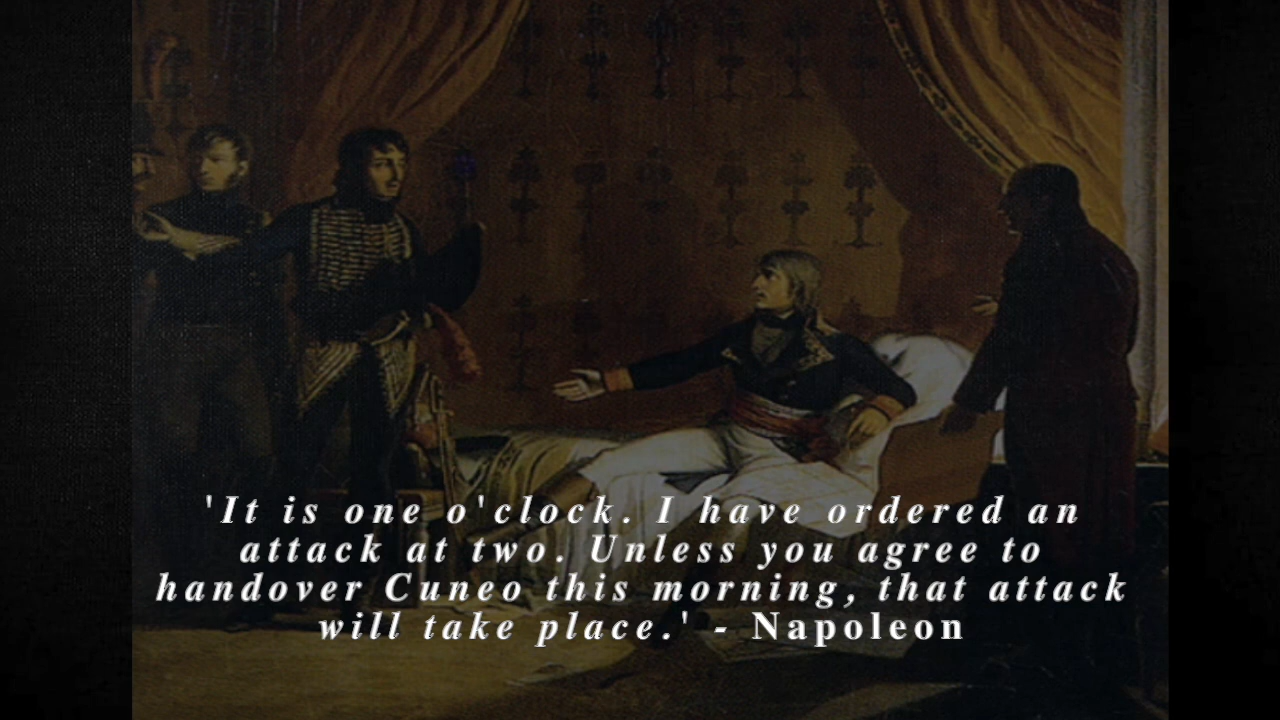 'It is one o'clock. I have ordered an
attack at two. Unless you agree to
handover Cuneo this morning, that attack
will take place.' - Napoleon